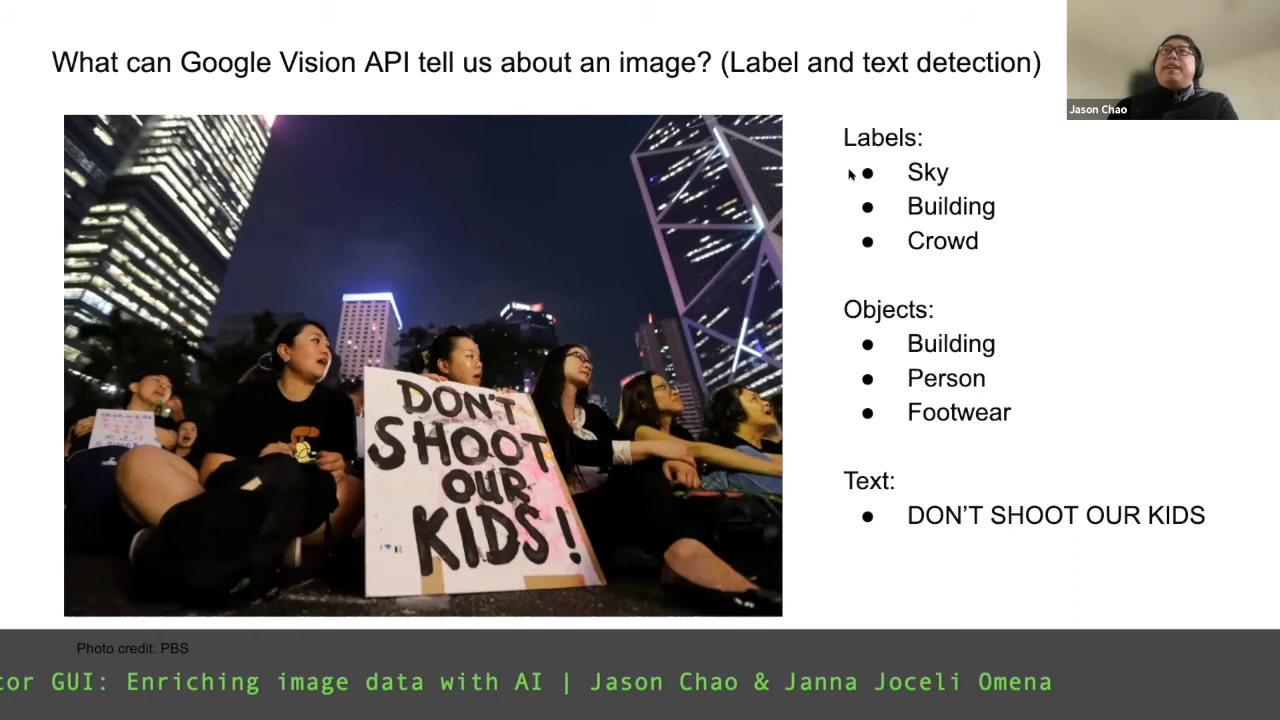 What can Google Vision API tell us about an image? (Label and text detection)
Jason Chao
Labels:
● Sky
● Building
● Crowd
Objects:
● Building
● Person
● Footwear
Text:
● DON'T SHOOT OUR KIDS
DON'T
SHOOT
OUR
KIDS!
Photo credit: PBS
tor GUI: Enriching image data with AI | Jason Chao & Janna Joceli Omena